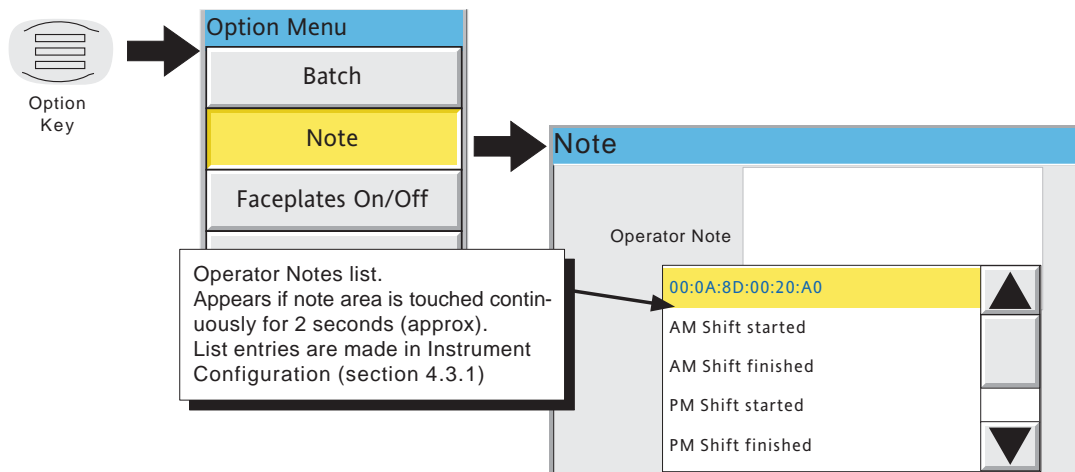 Option
Key
Option Menu
Batch
Note
Faceplates On/Off
Operator Notes list.
Appears if note area is touched contin-
uously for 2 seconds (approx).
List entries are made in Instrument
Configuration (section 4.3.1)
Note
Operator Note
00:0A:8D:00:20:A0
AM Shift started
AM Shift finished
PM Shift started
PM Shift finished